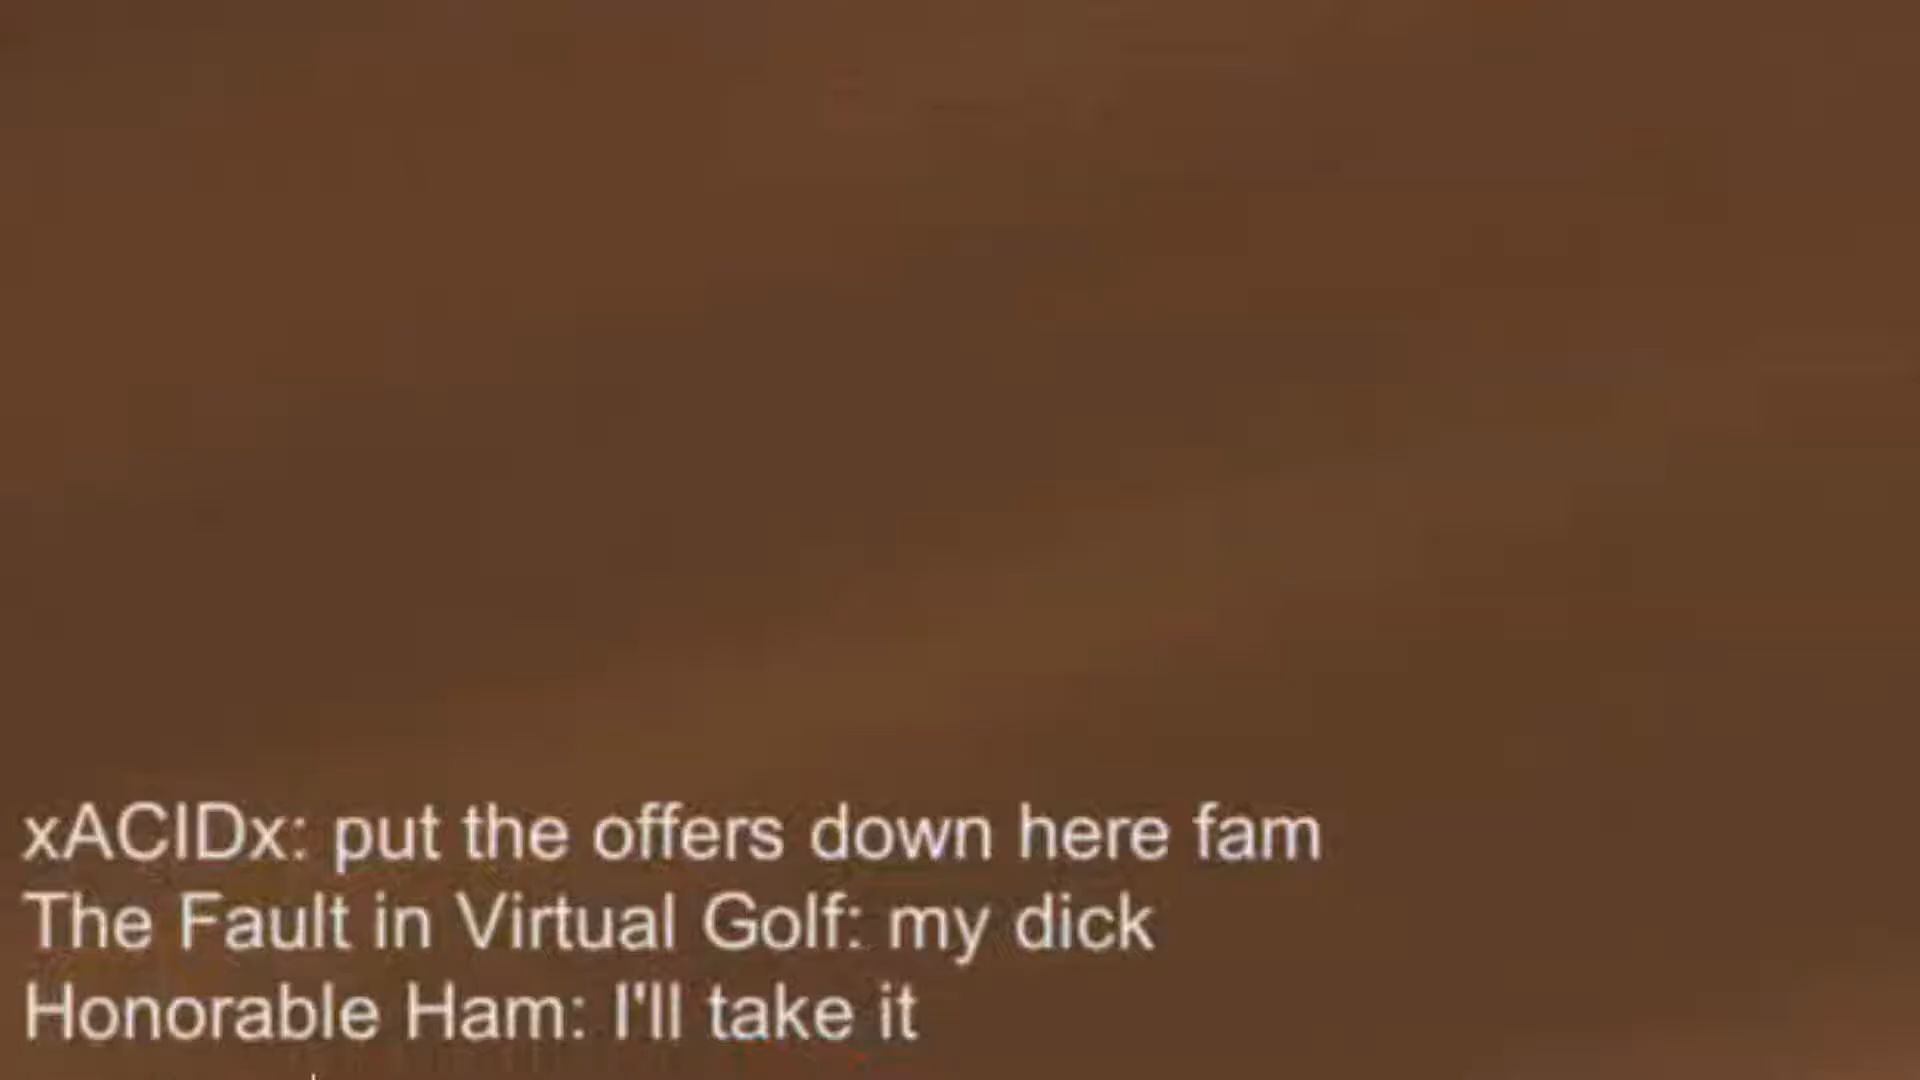 xACIDx: put the offers down here fam
The Fault in Virtual Golf: my dick
Honorable Ham: I'll take it